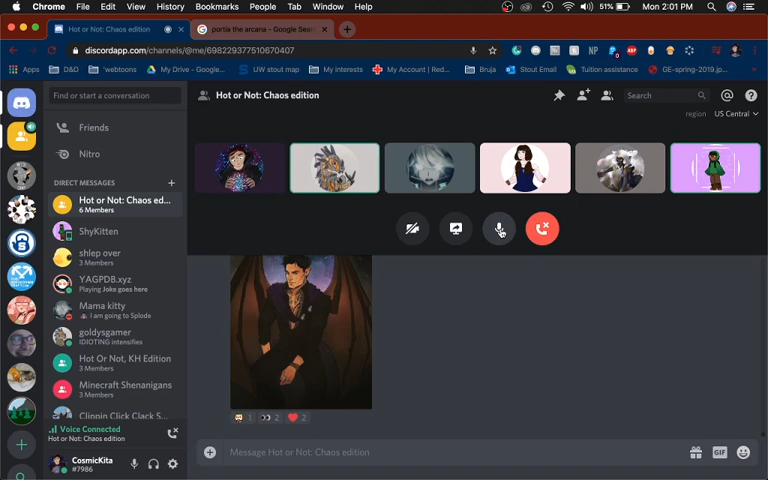 Chrome File Edit View History Bookmarks People Tab Window Help 51% Mon 2:01 PM
Hot or Not: Chaos edition
portia the arcana - Google Sear
discordapp.com/channels/@me/698229377510670407
Apps D&D *webtoons My Drive - Google... UW stout map My interests My Account | Red... Bruja Stout Email Tuition assistance GE-spring-2019.jp...
Find or start a conversation
Hot or Not: Chaos edition
Search
region US Central
Friends
Nitro
DIRECT MESSAGES
Hot or Not: Chaos ed...
6 Members
ShyKitten
shlep over
3 Members
YAGPDB.xyz
Playing Joke goes here
Mama kitty
I am going to Splode
goldysgamer
IDIOTING intensifies
Hot Or Not, KH Edition
3 Members
Minecraft Shenanigans
3 Members
Clippin Click Clack S...
Voice Connected
Hot or Not: Chaos edition
CosmicKita
#7986
1 2 2
Message Hot or Not: Chaos edition
GIF